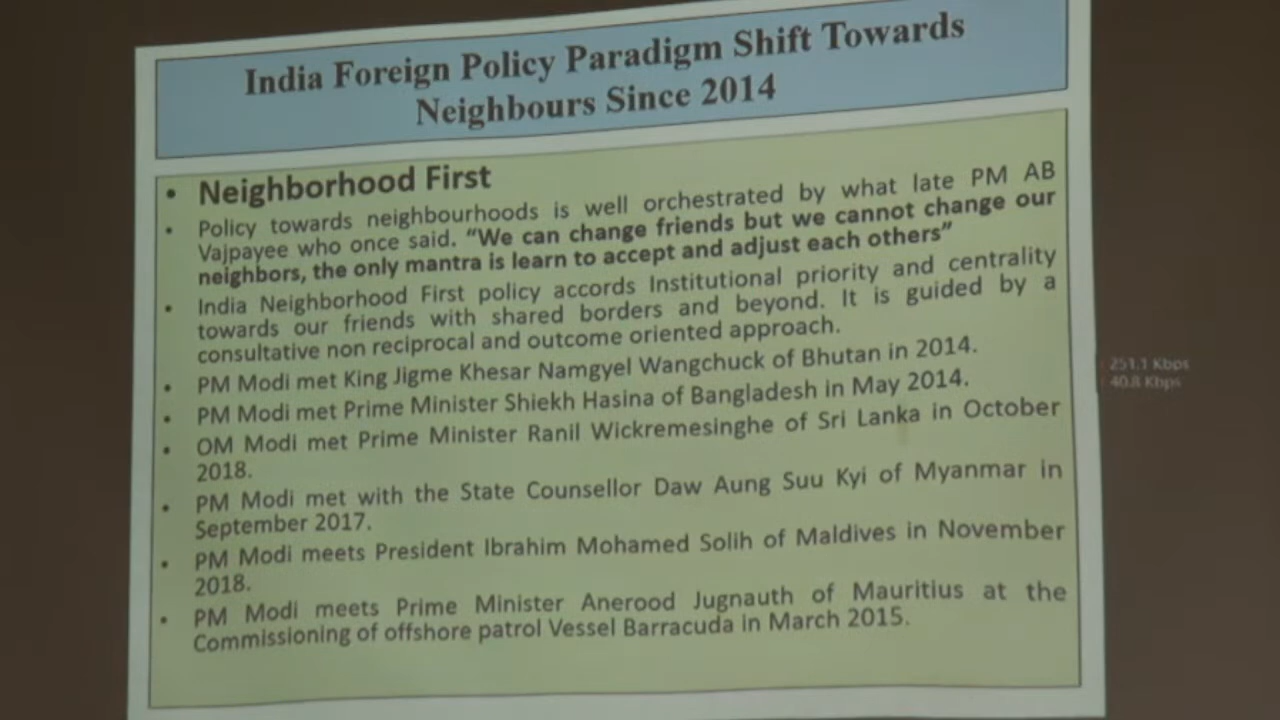 India Foreign Policy Paradigm Shift Towards
Neighbours Since 2014
• Neighborhood First
• Policy towards neighbourhoods is well orchestrated by what late PM AB
Vajpayee who once said. “We can change friends but we cannot change our
neighbors, the only mantra is learn to accept and adjust each others”
• India Neighborhood First policy accords Institutional priority and centrality
towards our friends with shared borders and beyond. It is guided by a
consultative non reciprocal and outcome oriented approach.
• PM Modi met King Jigme Khesar Namgyel Wangchuck of Bhutan in 2014.
• PM Modi met Prime Minister Shiekh Hasina of Bangladesh in May 2014.
• OM Modi met Prime Minister Ranil Wickremesinghe of Sri Lanka in October
2018.
• PM Modi met with the State Counsellor Daw Aung Suu Kyi of Myanmar in
September 2017.
• PM Modi meets President Ibrahim Mohamed Solih of Maldives in November
2018.
• PM Modi meets Prime Minister Anerood Jugnauth of Mauritius at the
Commissioning of offshore patrol Vessel Barracuda in March 2015.
251.1 Kbps
40.8 Kbps